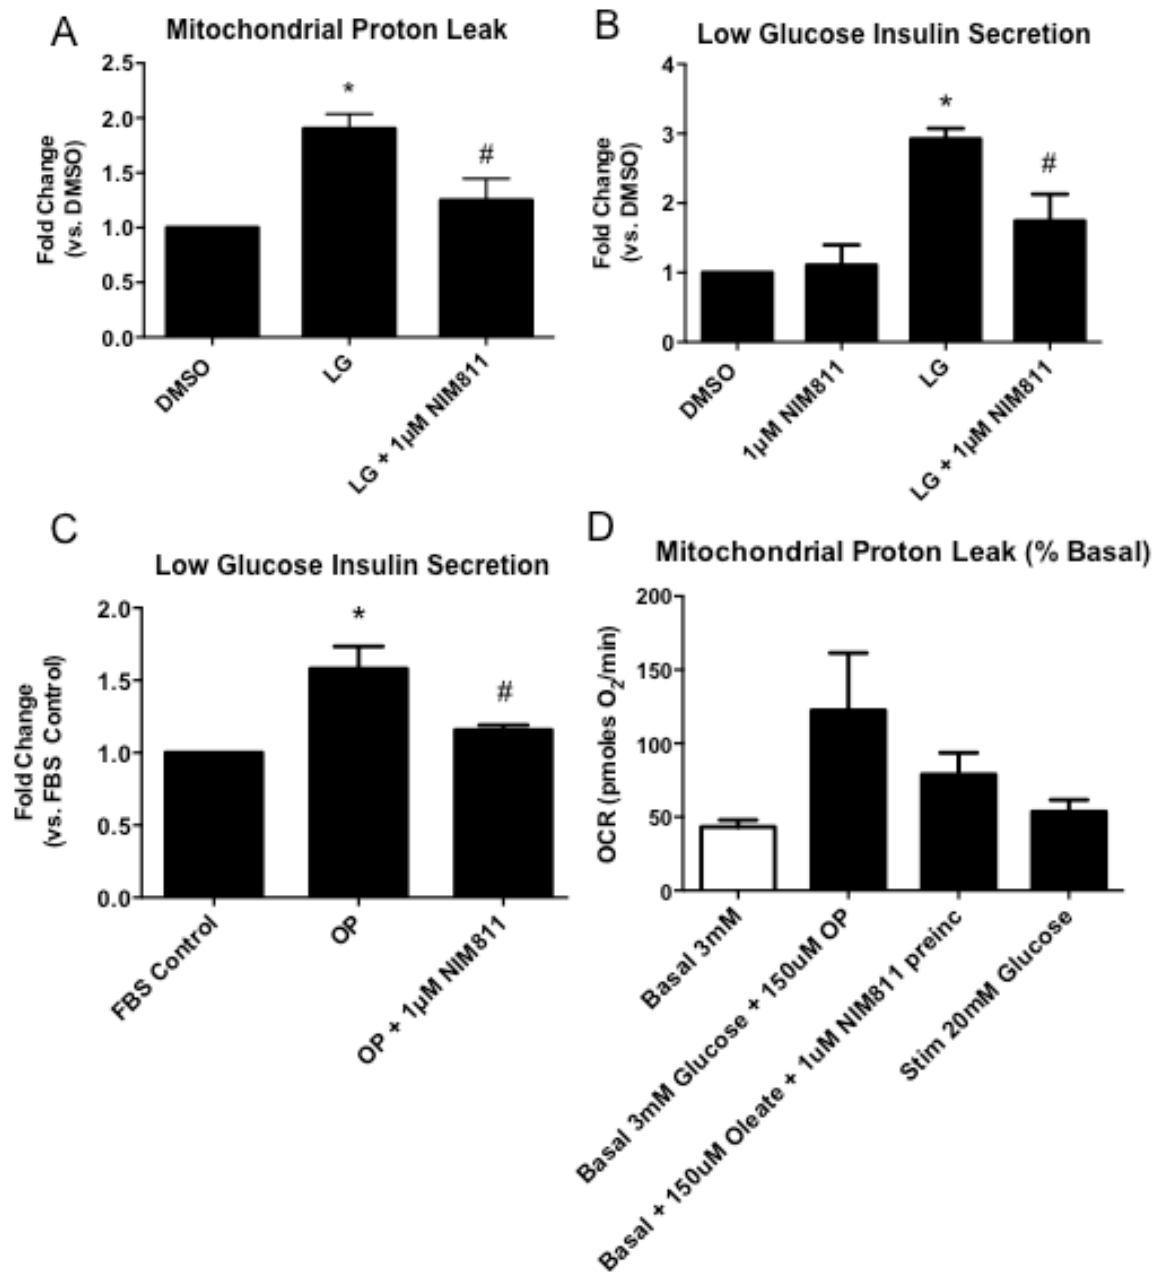 A
Mitochondrial Proton Leak
Fold Change
(vs. DMSO)
2.5
2.0
1.5
1.0
0.5
0.0
*
#
DMSO
LG
LG + 1µM NIM811
B
Low Glucose Insulin Secretion
Fold Change
(vs. DMSO)
4
3
2
1
0
*
#
DMSO
1µM NIM811
LG
LG + 1µM NIM811
C
Low Glucose Insulin Secretion
Fold Change
(vs. FBS Control)
2.0
1.5
1.0
0.5
0.0
*
#
FBS Control
OP
OP + 1µM NIM811
D
Mitochondrial Proton Leak (% Basal)
OCR (pmoles O₂/min)
200
150
100
50
0
Basal 3mM
Basal 3mM Glucose + 150uM OP
Basal + 150uM Oleate + 1uM NIM811 preinc
Stim 20mM Glucose